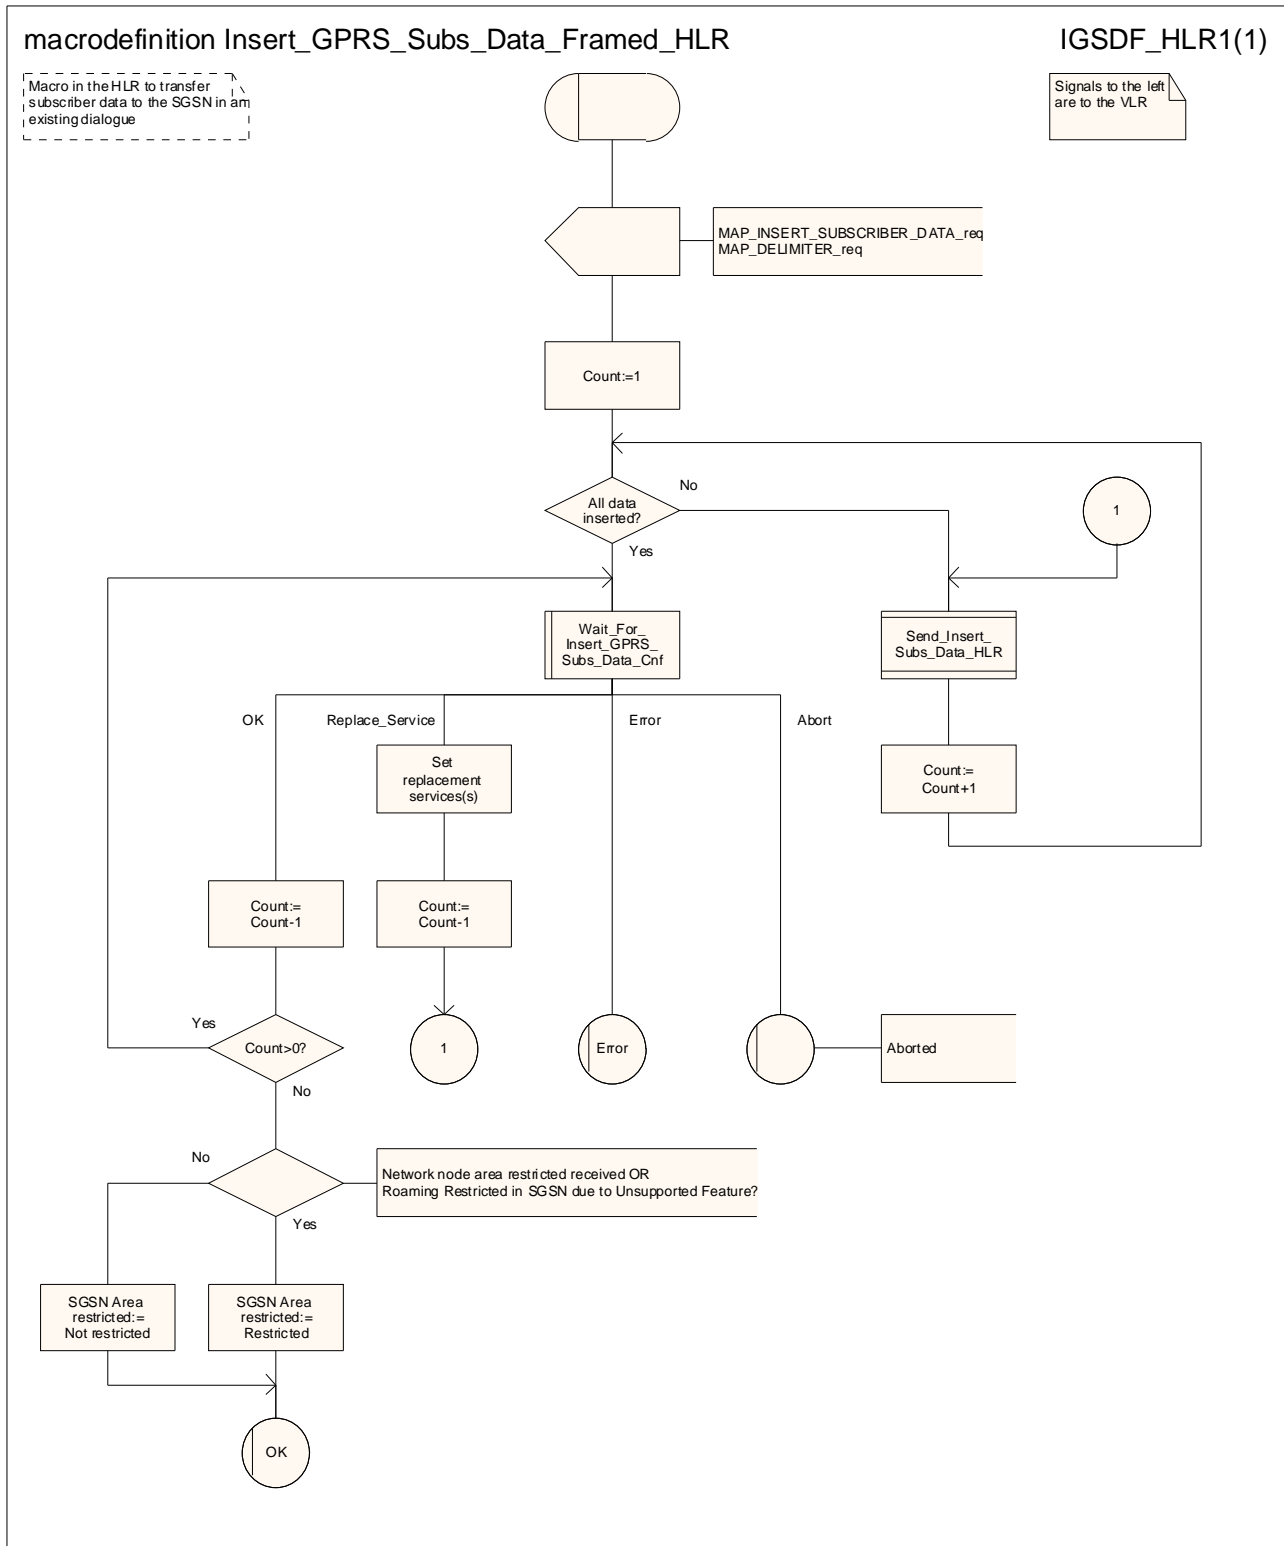 macrodefinition Insert_GPRS_Subs_Data_Framed_HLR
IGSDF_HLR1(1)
Macro in the HLR to transfer
subscriber data to the SGSN in an
existing dialogue
Signals to the left
are to the VLR
MAP_INSERT_SUBSCRIBER_DATA_req
MAP_DELIMITER_req
Count:=1
All data
inserted?
No
Yes
1
Wait_For_
Insert_GPRS_
Subs_Data_Cnf
Send_Insert_
Subs_Data_HLR
OK
Replace_Service
Error
Abort
Set
replacement
services(s)
Count:=
Count+1
Count:=
Count-1
Count:=
Count-1
Yes
Count>0?
No
1
Error
Aborted
No
Yes
Network node area restricted received OR
Roaming Restricted in SGSN due to Unsupported Feature?
SGSN Area
restricted:=
Not restricted
SGSN Area
restricted:=
Restricted
OK